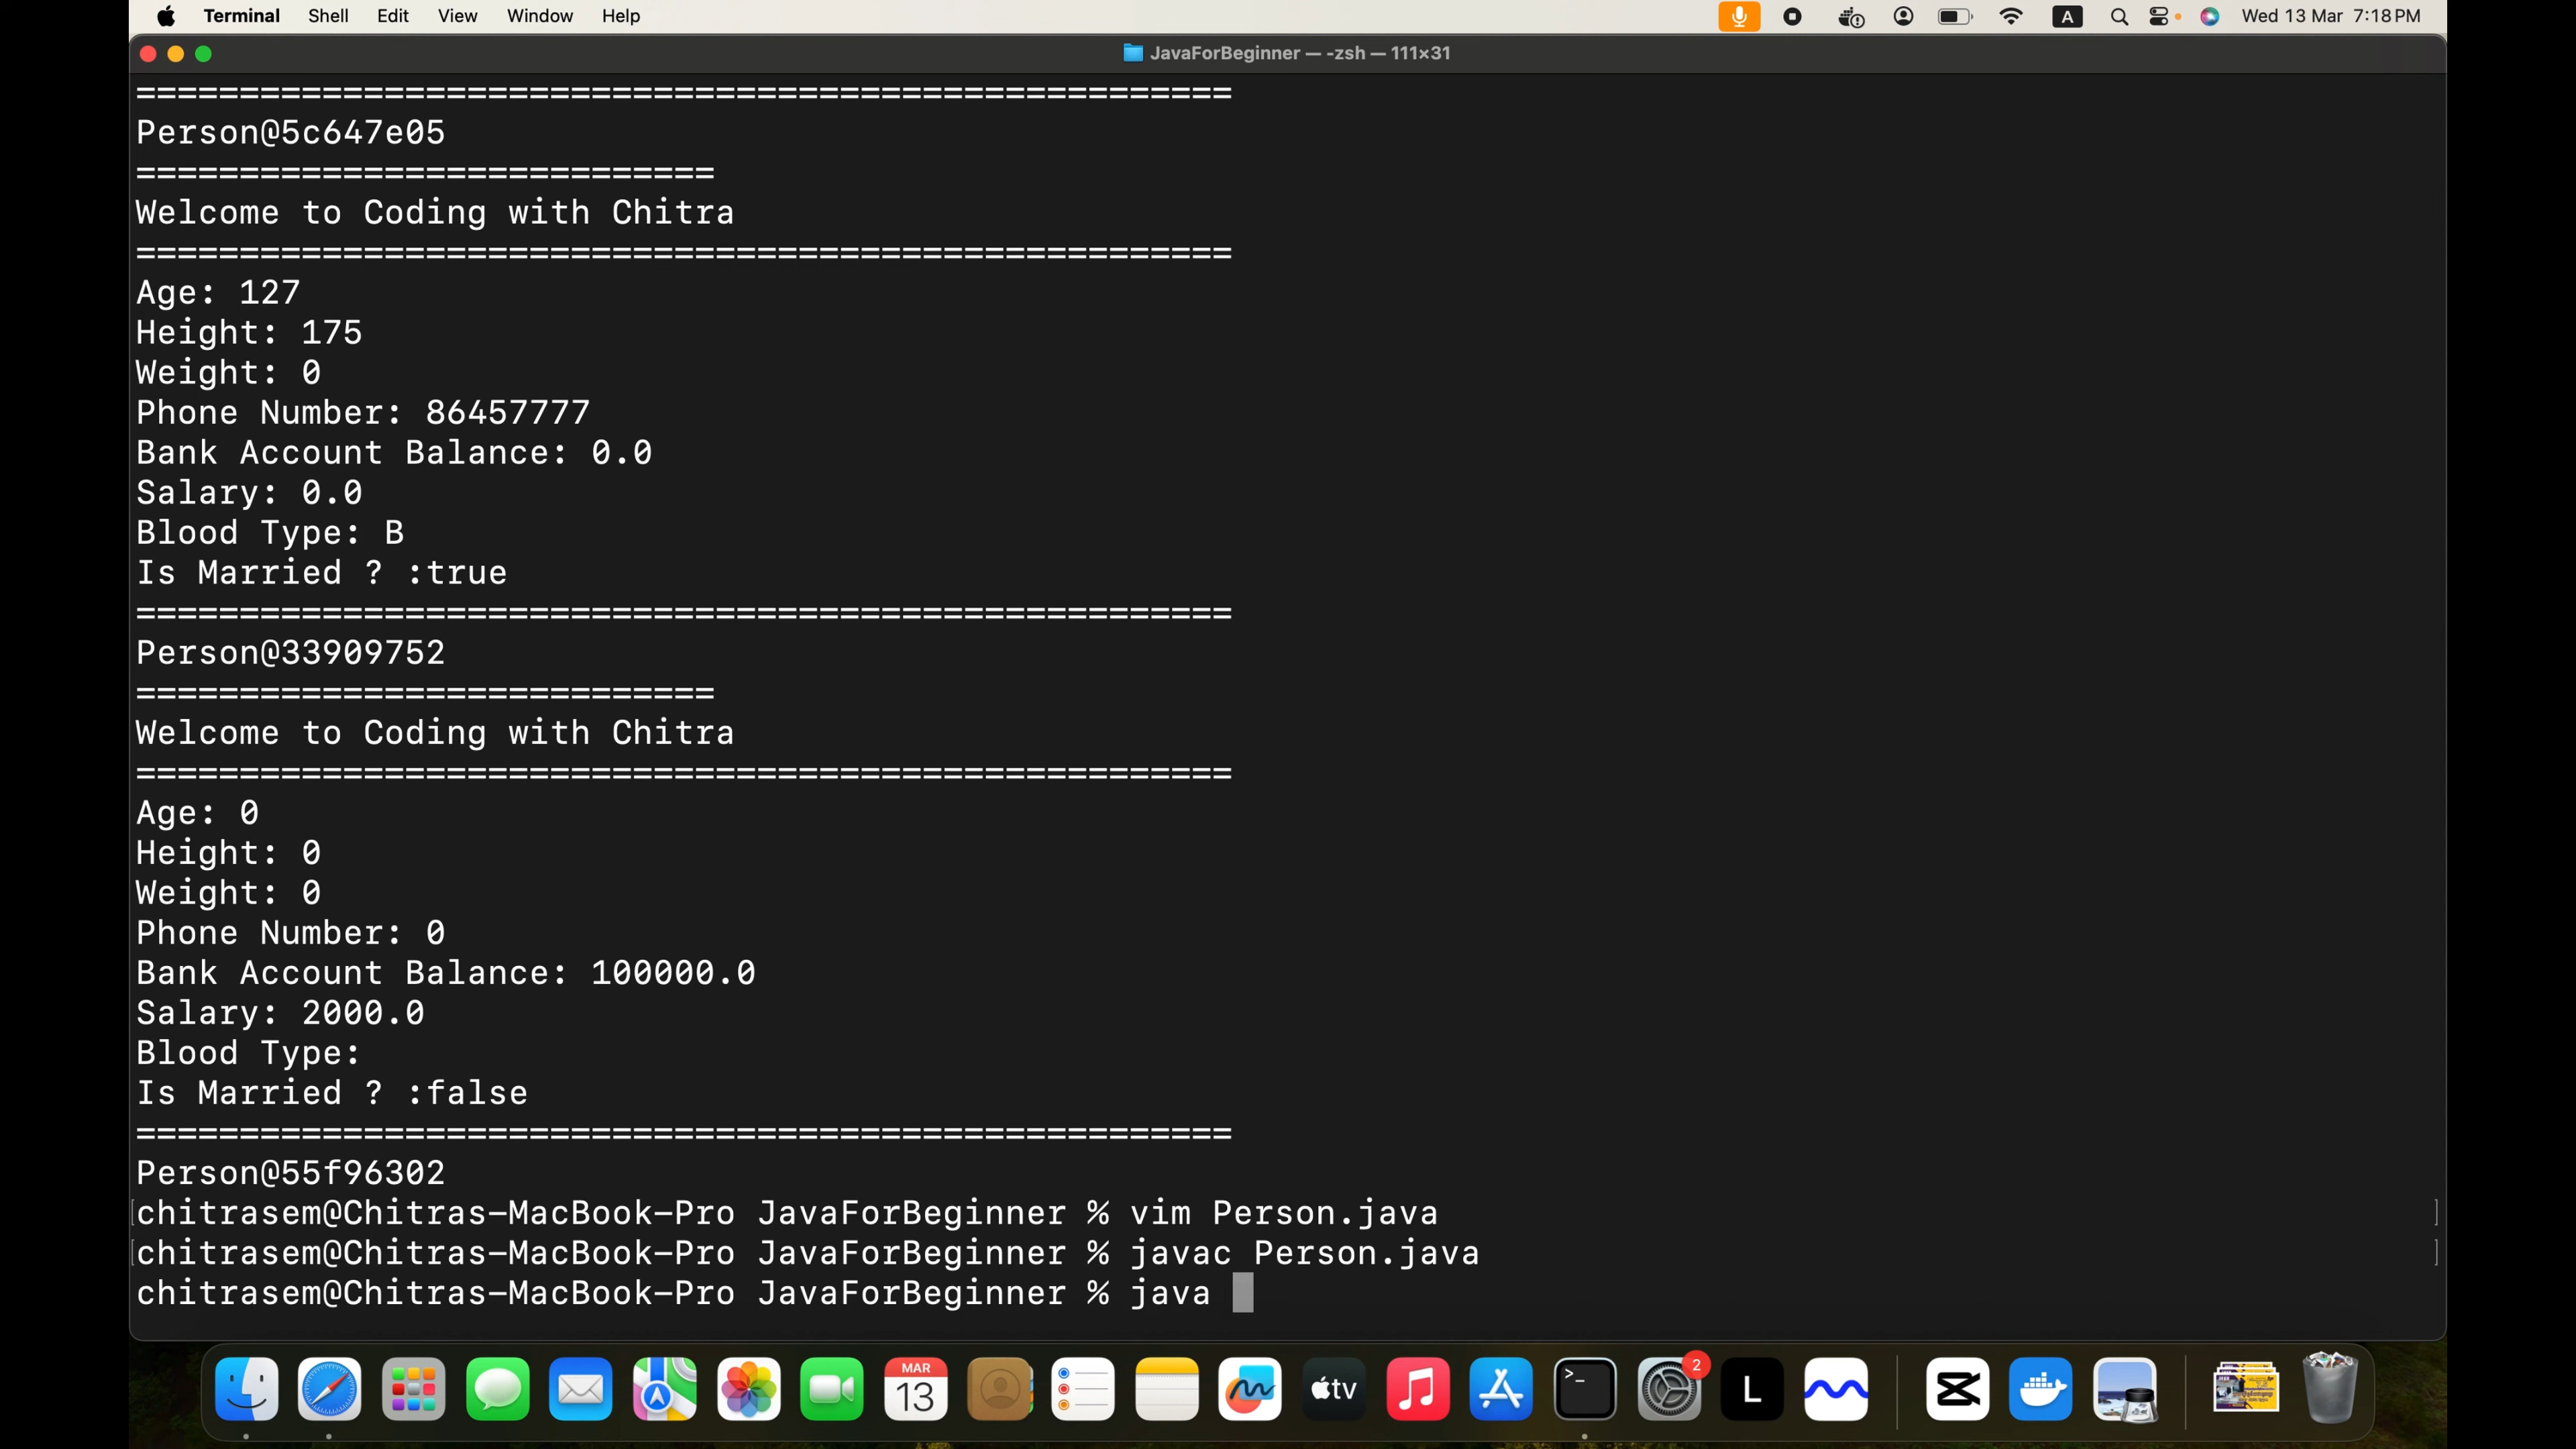 Terminal Shell Edit View Window Help A Wed 13 Mar 7:18 PM
JavaForBeginner — -zsh — 111×31
=====================================================
Person@5c647e05
============================
Welcome to Coding with Chitra
=====================================================
Age: 127
Height: 175
Weight: 0
Phone Number: 86457777
Bank Account Balance: 0.0
Salary: 0.0
Blood Type: B
Is Married ? :true
=====================================================
Person@33909752
============================
Welcome to Coding with Chitra
=====================================================
Age: 0
Height: 0
Weight: 0
Phone Number: 0
Bank Account Balance: 100000.0
Salary: 2000.0
Blood Type:
Is Married ? :false
=====================================================
Person@55f96302
[chitrasem@Chitras-MacBook-Pro JavaForBeginner % vim Person.java ]
[chitrasem@Chitras-MacBook-Pro JavaForBeginner % javac Person.java ]
chitrasem@Chitras-MacBook-Pro JavaForBeginner % java
MAR
13
tv
>_
2
L